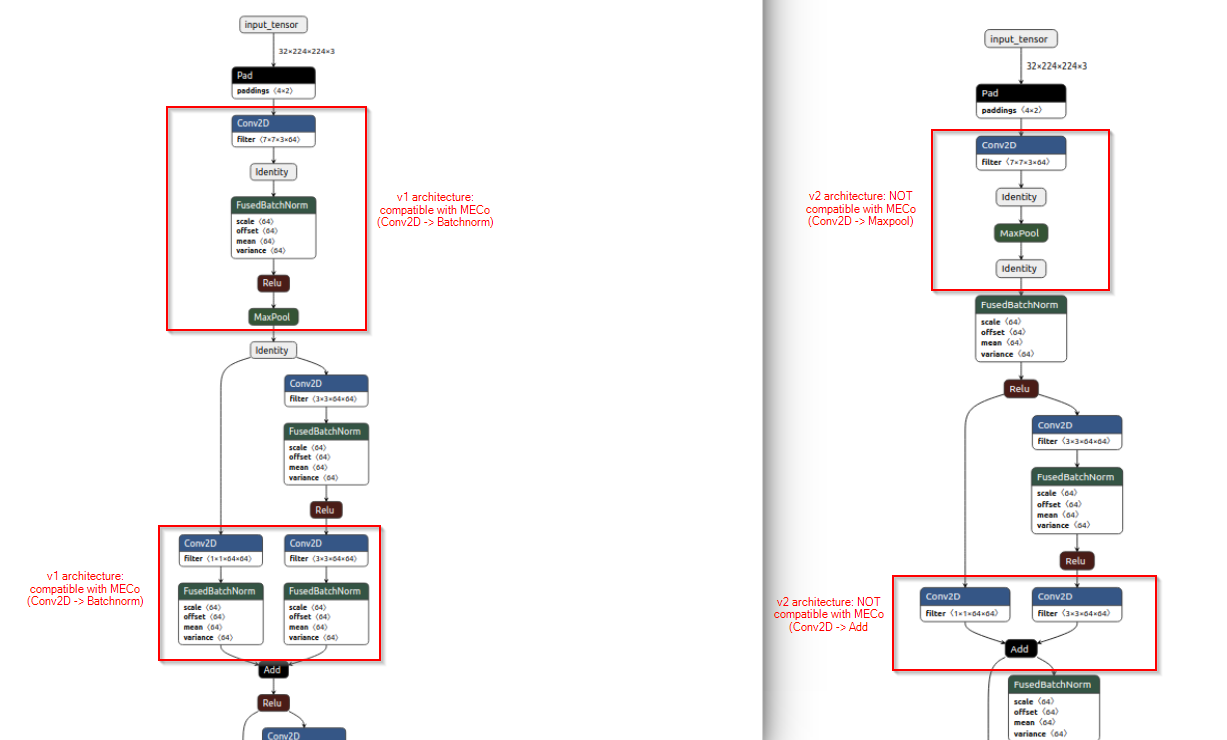 input_tensor
32×224×224×3
Pad
paddings ⟨4×2⟩
Conv2D
filter ⟨7×7×3×64⟩
Identity
FusedBatchNorm
scale ⟨64⟩
offset ⟨64⟩
mean ⟨64⟩
variance ⟨64⟩
Relu
MaxPool
v1 architecture:
compatible with MECo
(Conv2D -> Batchnorm)
Identity
Conv2D
filter ⟨3×3×64×64⟩
FusedBatchNorm
scale ⟨64⟩
offset ⟨64⟩
mean ⟨64⟩
variance ⟨64⟩
Relu
Conv2D
filter ⟨1×1×64×64⟩
FusedBatchNorm
scale ⟨64⟩
offset ⟨64⟩
mean ⟨64⟩
variance ⟨64⟩
Conv2D
filter ⟨3×3×64×64⟩
FusedBatchNorm
scale ⟨64⟩
offset ⟨64⟩
mean ⟨64⟩
variance ⟨64⟩
v1 architecture:
compatible with MECo
(Conv2D -> Batchnorm)
Add
Relu
Conv2D
input_tensor
32×224×224×3
Pad
paddings ⟨4×2⟩
Conv2D
filter ⟨7×7×3×64⟩
Identity
MaxPool
Identity
v2 architecture: NOT
compatible with MECo
(Conv2D -> Maxpool)
FusedBatchNorm
scale ⟨64⟩
offset ⟨64⟩
mean ⟨64⟩
variance ⟨64⟩
Relu
Conv2D
filter ⟨3×3×64×64⟩
FusedBatchNorm
scale ⟨64⟩
offset ⟨64⟩
mean ⟨64⟩
variance ⟨64⟩
Relu
Conv2D
filter ⟨1×1×64×64⟩
Conv2D
filter ⟨3×3×64×64⟩
v2 architecture: NOT
compatible with MECo
(Conv2D -> Add
Add
FusedBatchNorm
scale ⟨64⟩
offset ⟨64⟩
mean ⟨64⟩
variance ⟨64⟩